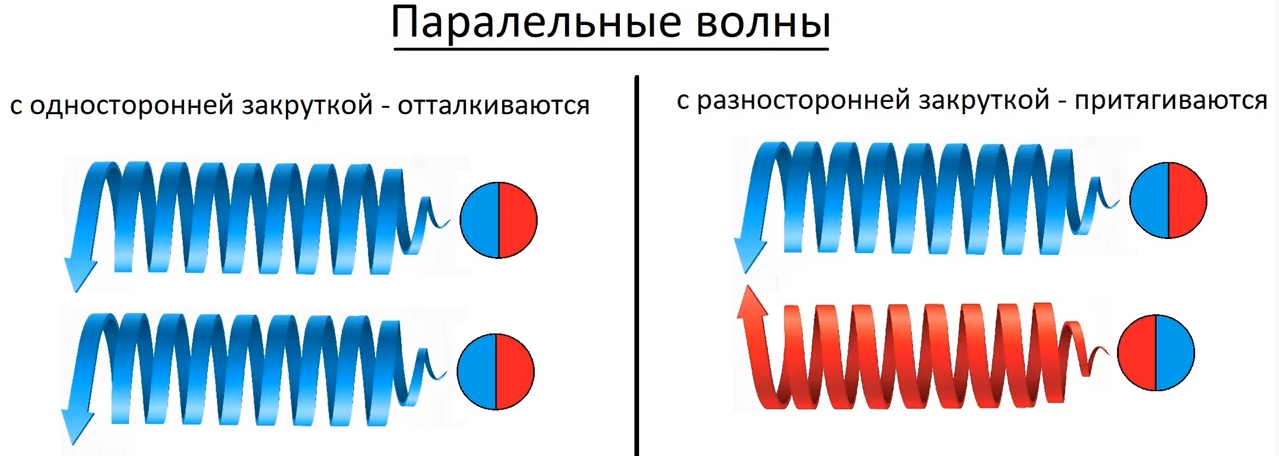 Паралельные волны
с односторонней закруткой - отталкиваются
с разносторонней закруткой - притягиваются